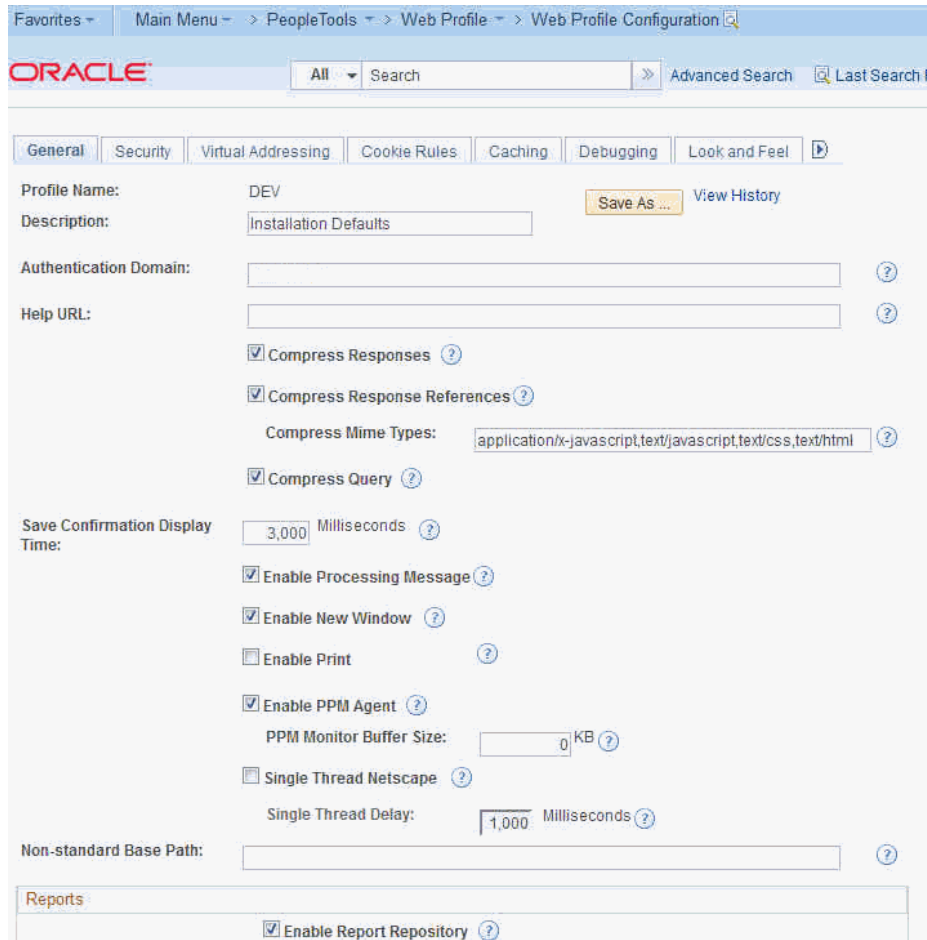 Favorites Main Menu > PeopleTools > Web Profile > Web Profile Configuration
ORACLE All Search >> Advanced Search Last Search
General Security Virtual Addressing Cookie Rules Caching Debugging Look and Feel
Profile Name: DEV Save As ... View History
Description: Installation Defaults
Authentication Domain: ?
Help URL: ?
Compress Responses ?
Compress Response References ?
Compress Mime Types: application/x-javascript,text/javascript,text/css,text/html ?
Compress Query ?
Save Confirmation Display
Time: 3,000 Milliseconds ?
Enable Processing Message ?
Enable New Window ?
Enable Print ?
Enable PPM Agent ?
PPM Monitor Buffer Size: 0 KB ?
Single Thread Netscape ?
Single Thread Delay: 1,000 Milliseconds ?
Non-standard Base Path: ?
Reports
Enable Report Repository ?